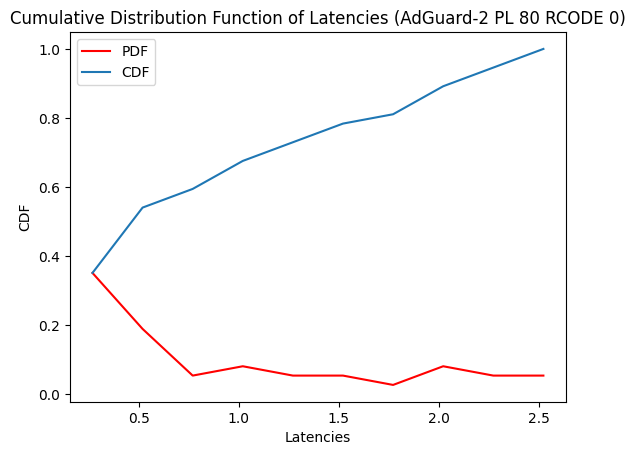 Cumulative Distribution Function of Latencies (AdGuard-2 PL 80 RCODE 0)
PDF
CDF
1.0
0.8
0.6
0.4
0.2
0.0
CDF
0.5
1.0
1.5
2.0
2.5
Latencies